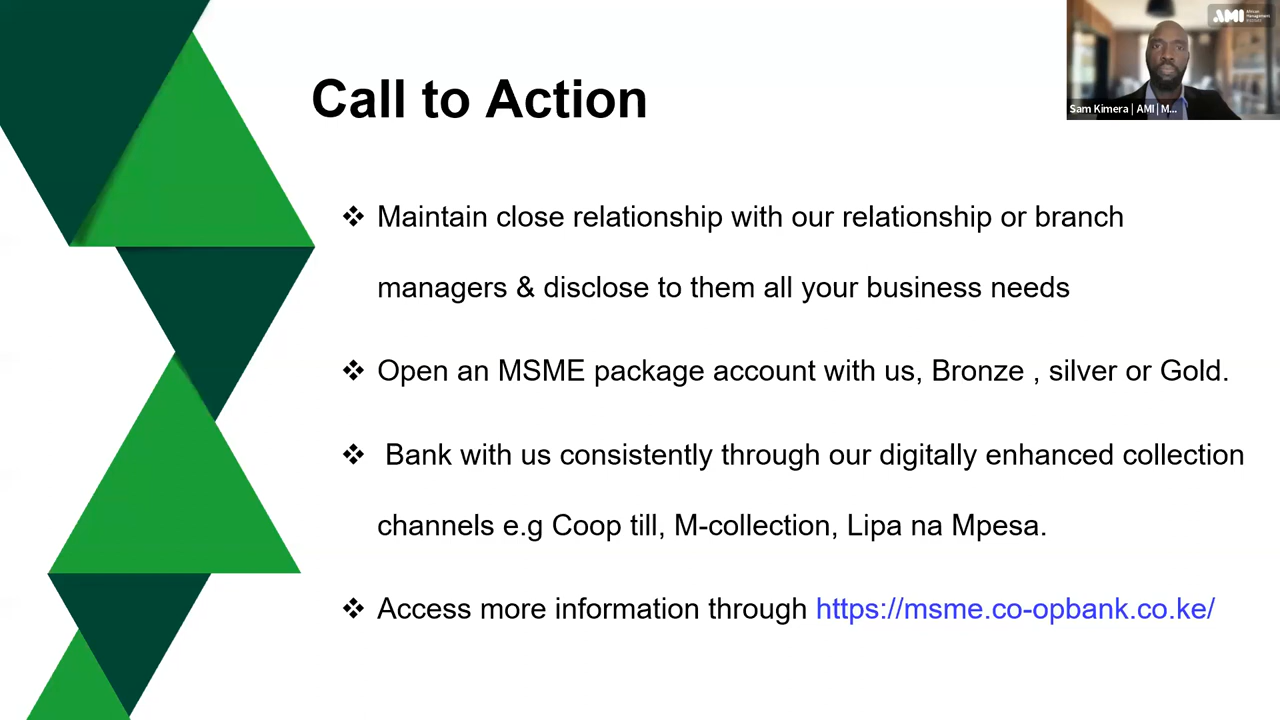 AMI
Sam Kimera | AMI | M...
Call to Action
❖ Maintain close relationship with our relationship or branch
managers & disclose to them all your business needs
❖ Open an MSME package account with us, Bronze , silver or Gold.
❖ Bank with us consistently through our digitally enhanced collection
channels e.g Coop till, M-collection, Lipa na Mpesa.
❖ Access more information through https://msme.co-opbank.co.ke/